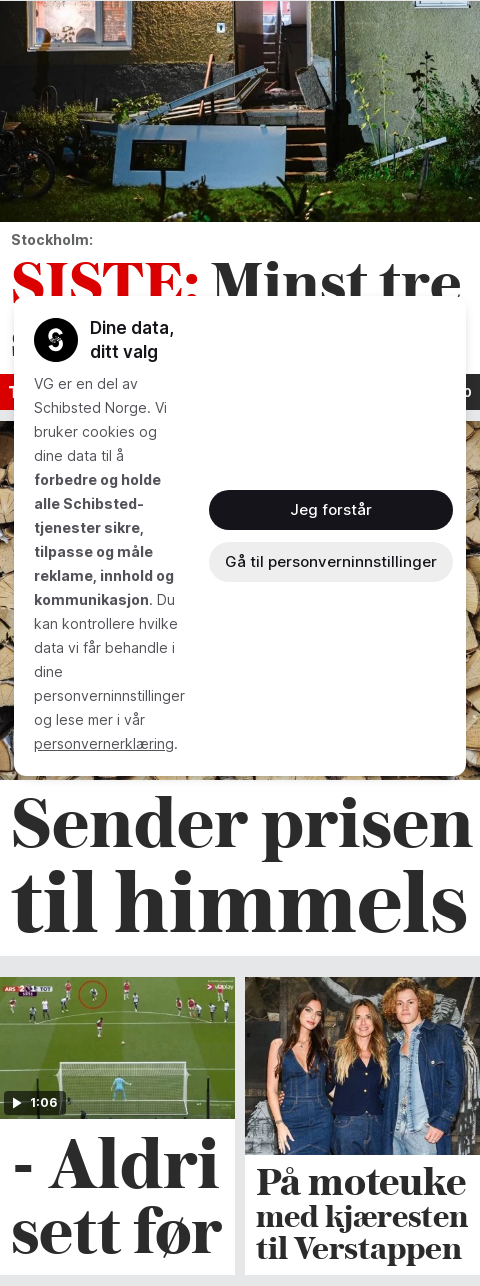 Stockholm:
SISTE: Minst tre
Dine data,
ditt valg
VG er en del av
Schibsted Norge. Vi
bruker cookies og
dine data til å
forbedre og holde
alle Schibsted-
tjenester sikre,
tilpasse og måle
reklame, innhold og
kommunikasjon. Du
kan kontrollere hvilke
data vi får behandle i
dine
personverninnstillinger
og lese mer i vår
personvernerklæring.
Jeg forstår
Gå til personverninnstillinger
Sender prisen
til himmels
ARS 2 1 TOT
viaplay
1:06
- Aldri
sett før
På moteuke
med kjæresten
til Verstappen